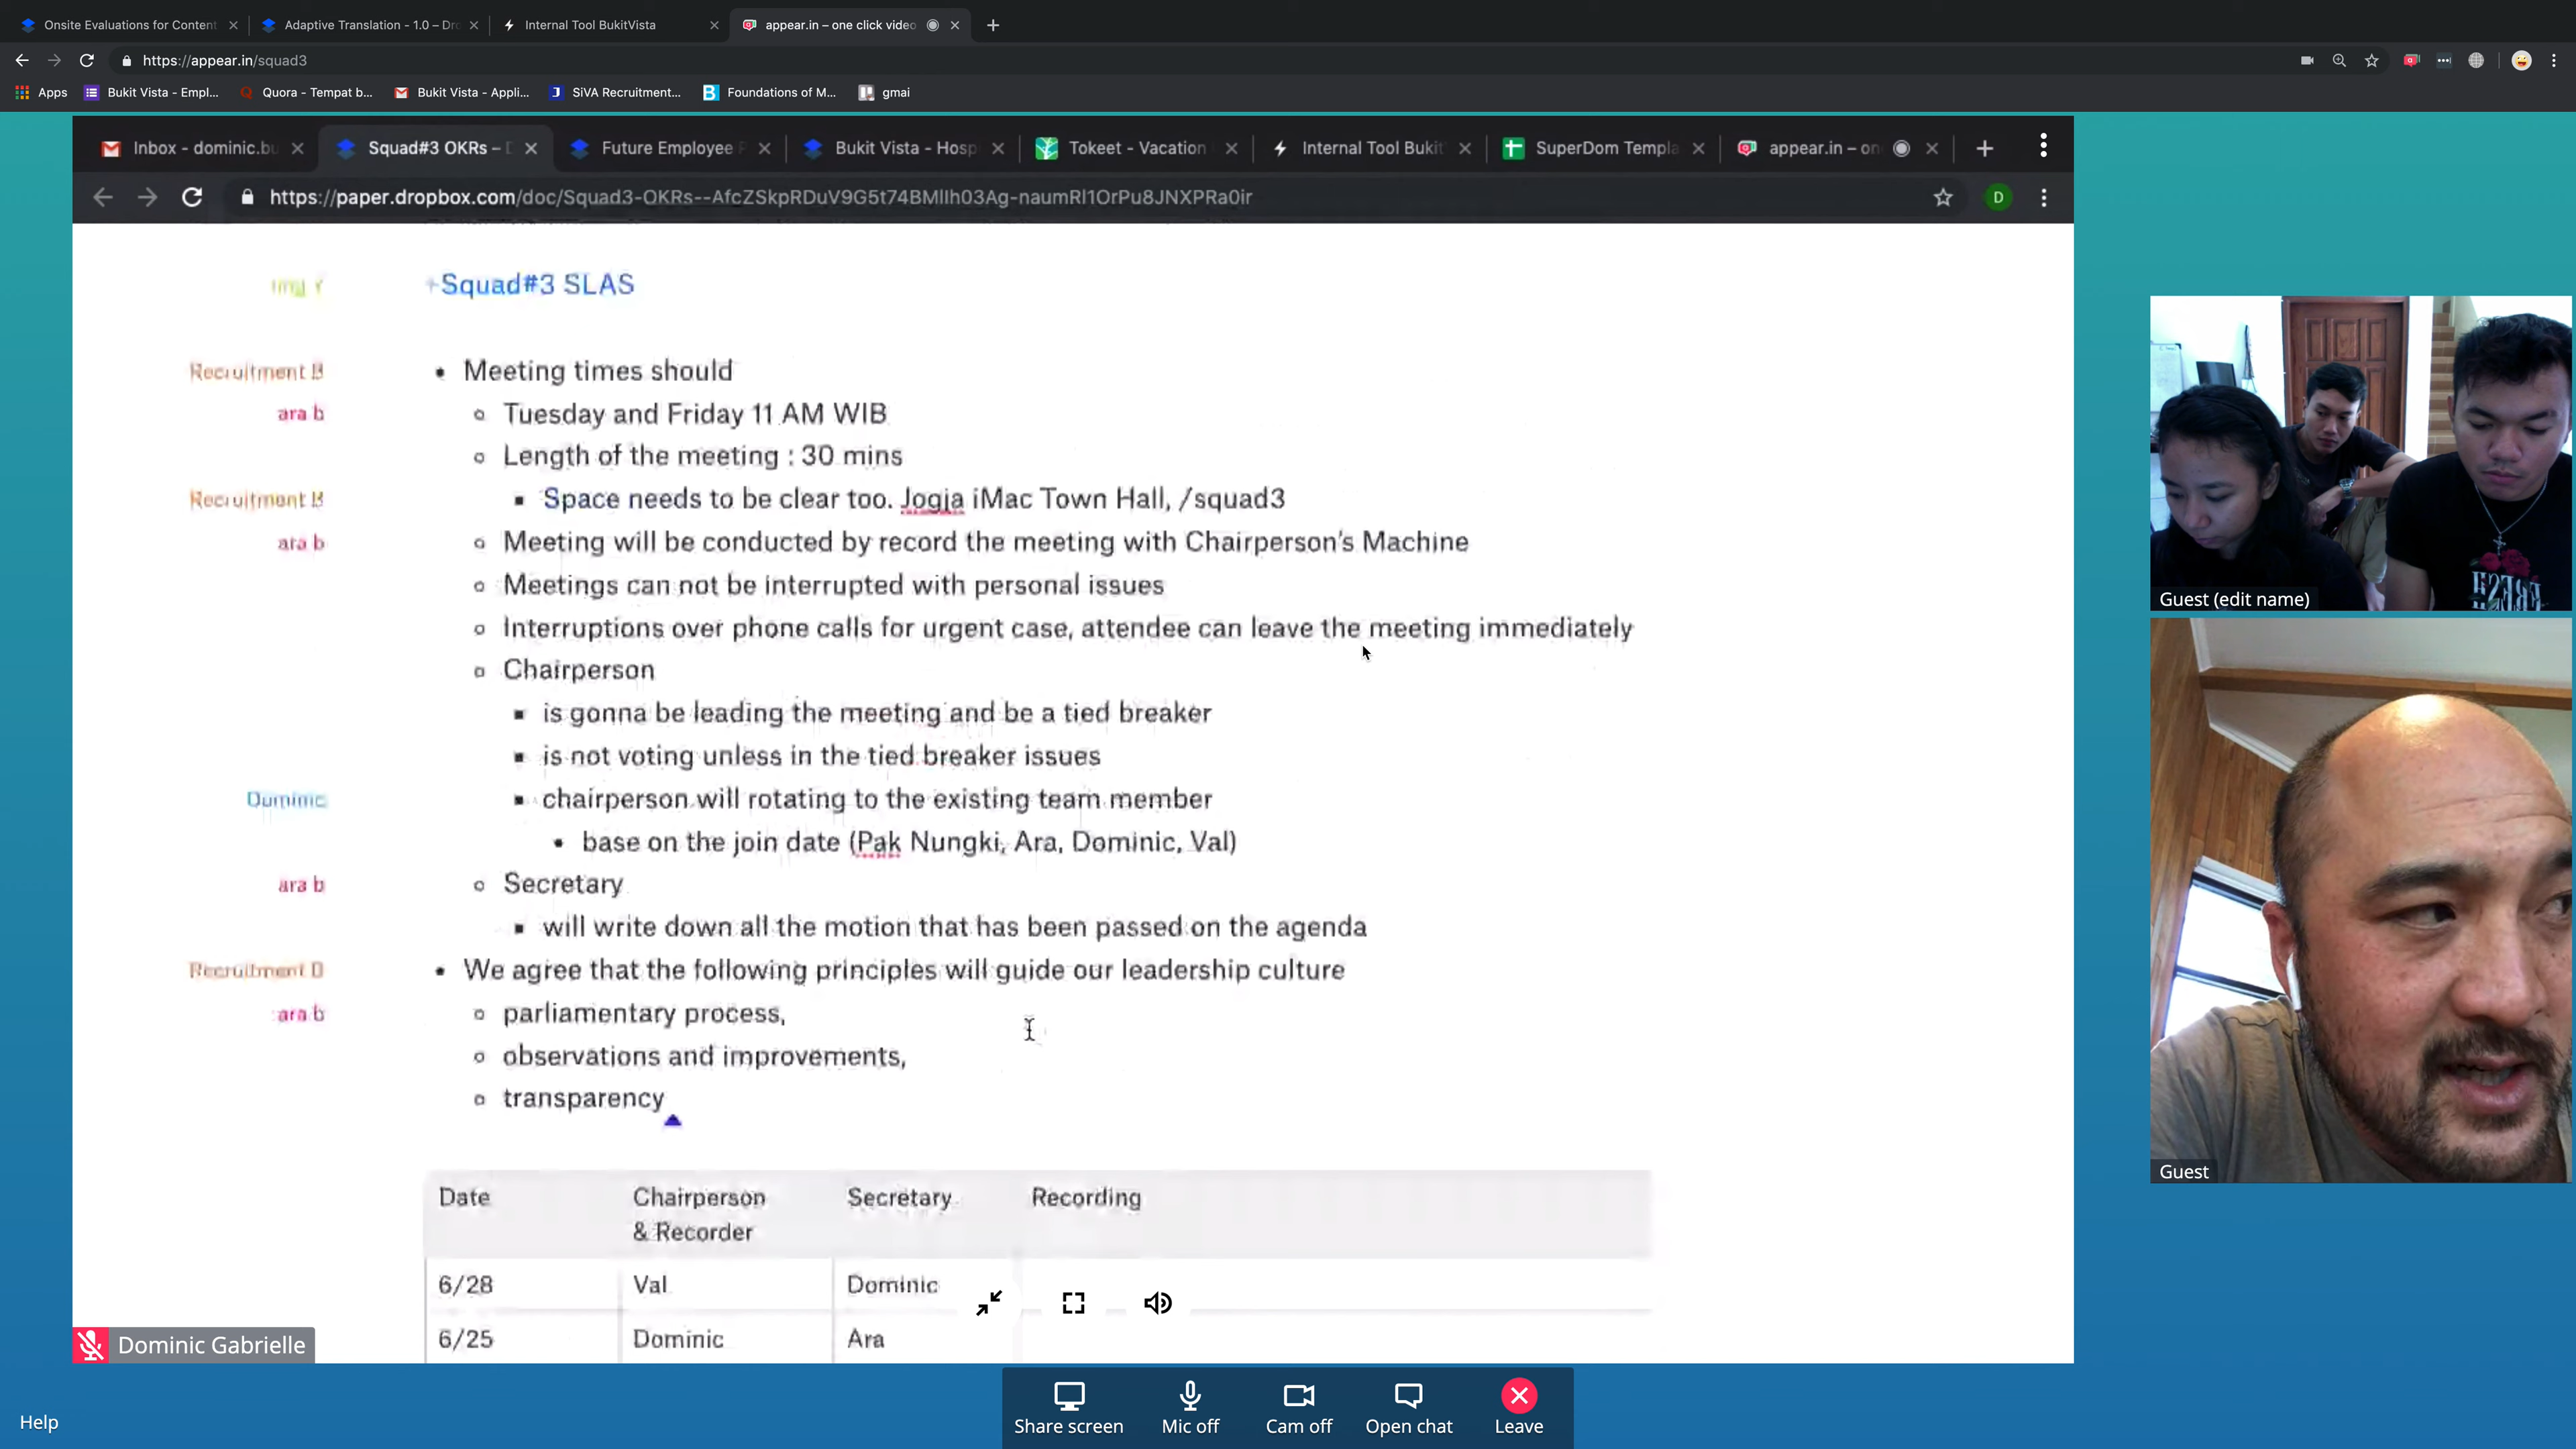 Onsite Evaluations for Content
Adaptive Translation - 1.0 – Dro
Internal Tool BukitVista
appear.in – one click video
https://appear.in/squad3
Apps
Bukit Vista - Empl...
Quora - Tempat b...
Bukit Vista - Appli...
SiVA Recruitment...
Foundations of M...
gmai
Inbox - dominic.bu
Squad#3 OKRs – D
Future Employee
Bukit Vista - Hosp
Tokeet - Vacation
Internal Tool Bukit
SuperDom Templa
appear.in – on
https://paper.dropbox.com/doc/Squad3-OKRs--AfcZSkpRDuV9G5t74BMlIh03Ag-naumRl1OrPu8JNXPRa0ir
D
+Squad#3 SLAS
Recruitment B
Meeting times should
ara b
Tuesday and Friday 11 AM WIB
Length of the meeting : 30 mins
Recruitment B
Space needs to be clear too. Jogja iMac Town Hall, /squad3
ara b
Meeting will be conducted by record the meeting with Chairperson's Machine
Meetings can not be interrupted with personal issues
Interruptions over phone calls for urgent case, attendee can leave the meeting immediately
Chairperson
is gonna be leading the meeting and be a tied breaker
is not voting unless in the tied breaker issues
Dominic
chairperson will rotating to the existing team member
base on the join date (Pak Nungki, Ara, Dominic, Val)
ara b
Secretary
will write down all the motion that has been passed on the agenda
Recruitment B
We agree that the following principles will guide our leadership culture
ara b
parliamentary process,
observations and improvements,
transparency
Date
Chairperson
& Recorder
Secretary
Recording
6/28
Val
Dominic
6/25
Dominic
Ara
Dominic Gabrielle
Guest (edit name)
FRESH
Guest
Help
Share screen
Mic off
Cam off
Open chat
Leave